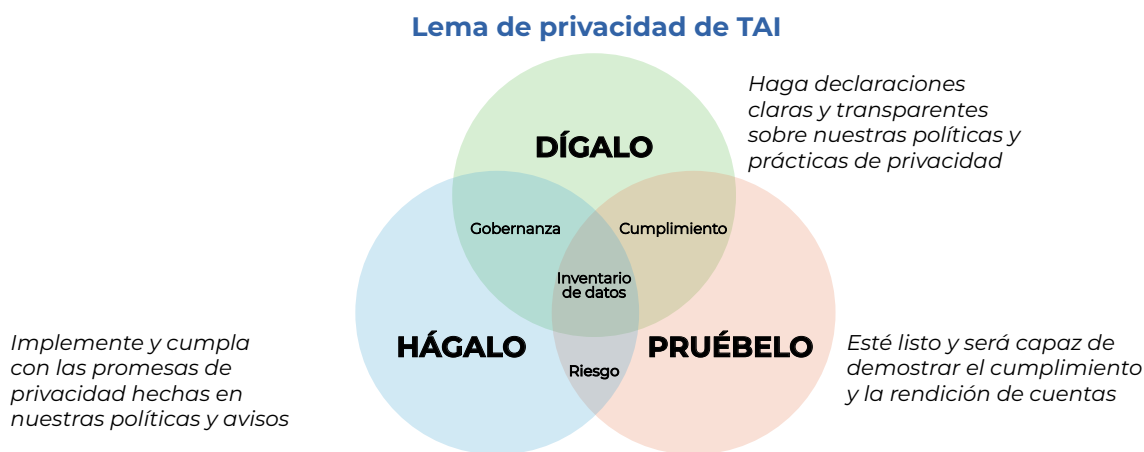 Lema de privacidad de TAI
Haga declaraciones
claras y transparentes
sobre nuestras políticas y
prácticas de privacidad
DÍGALO
Gobernanza
Cumplimiento
Inventario
de datos
HÁGALO
PRUÉBELO
Riesgo
Implemente y cumpla
con las promesas de
privacidad hechas en
nuestras políticas y avisos
Esté listo y será capaz de
demostrar el cumplimiento
y la rendición de cuentas